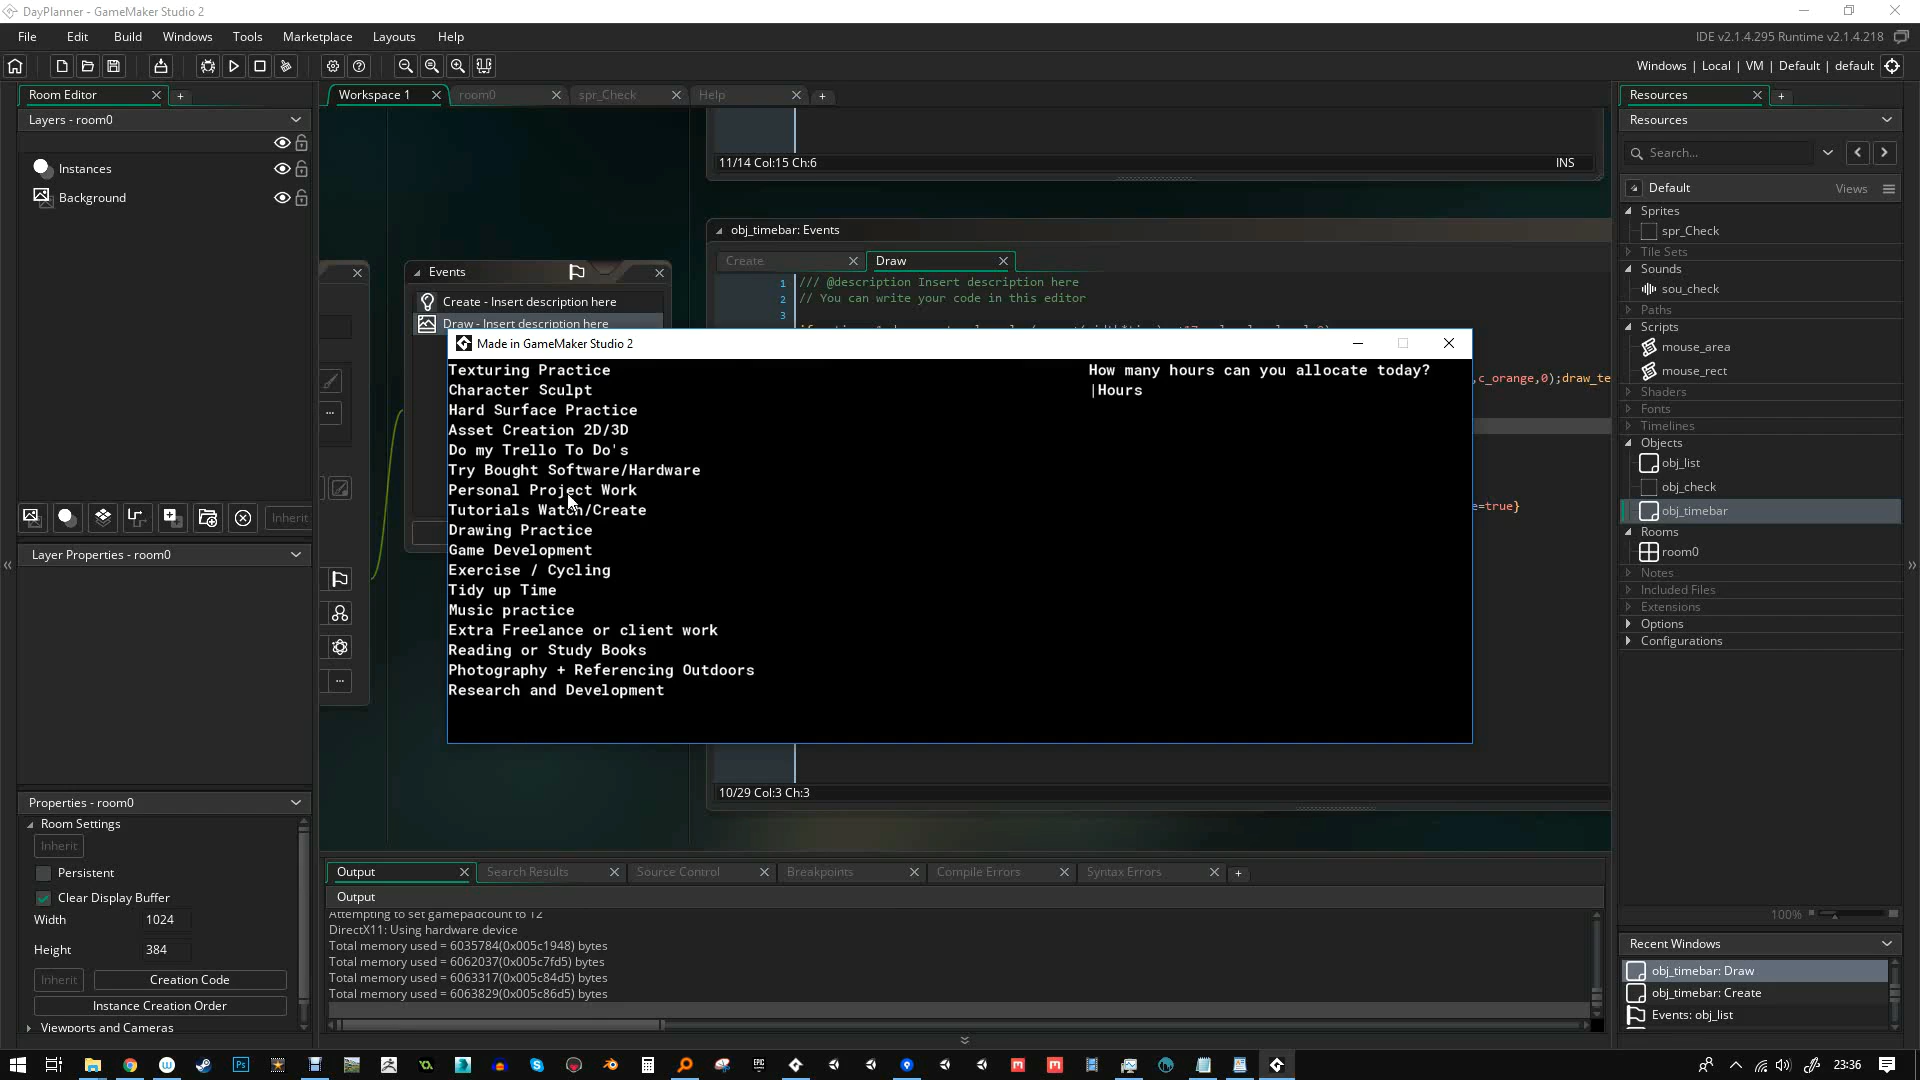 DayPlanner - GameMaker Studio 2
File Edit Build Windows Tools Marketplace Layouts Help
IDE v2.1.4.295 Runtime v2.1.4.218
Windows | Local | VM | Default | default
Room Editor
Layers - room0
Instances
Background
Inherit
Layer Properties - room0
Properties - room0
Room Settings
Inherit
Persistent
Clear Display Buffer
Width 1024
Height 384
Inherit Creation Code
Instance Creation Order
Viewports and Cameras
Workspace 1 room0 spr_Check Help
11/14 Col:15 Ch:6 INS
obj_timebar: Events
Create Draw
1 /// @description Insert description here
2 // You can write your code in this editor
3
Events
Create - Insert description here
Draw - Insert description here
,c_orange,0);draw_te
e=true}
10/29 Col:3 Ch:3
Made in GameMaker Studio 2
Texturing Practice
Character Sculpt
Hard Surface Practice
Asset Creation 2D/3D
Do my Trello To Do's
Try Bought Software/Hardware
Personal Project Work
Tutorials Watch/Create
Drawing Practice
Game Development
Exercise / Cycling
Tidy up Time
Music practice
Extra Freelance or client work
Reading or Study Books
Photography + Referencing Outdoors
Research and Development
How many hours can you allocate today?
|Hours
Output Search Results Source Control Breakpoints Compile Errors Syntax Errors
Output
Attempting to set gamepadcount to 12
DirectX11: Using hardware device
Total memory used = 6035784(0x005c1948) bytes
Total memory used = 6062037(0x005c7fd5) bytes
Total memory used = 6063317(0x005c84d5) bytes
Total memory used = 6063829(0x005c86d5) bytes
Resources
Resources
Search...
Default Views
Sprites
spr_Check
Tile Sets
Sounds
sou_check
Paths
Scripts
mouse_area
mouse_rect
Shaders
Fonts
Timelines
Objects
obj_list
obj_check
obj_timebar
Rooms
room0
Notes
Included Files
Extensions
Options
Configurations
100%
Recent Windows
obj_timebar: Draw
obj_timebar: Create
Events: obj_list
23:36